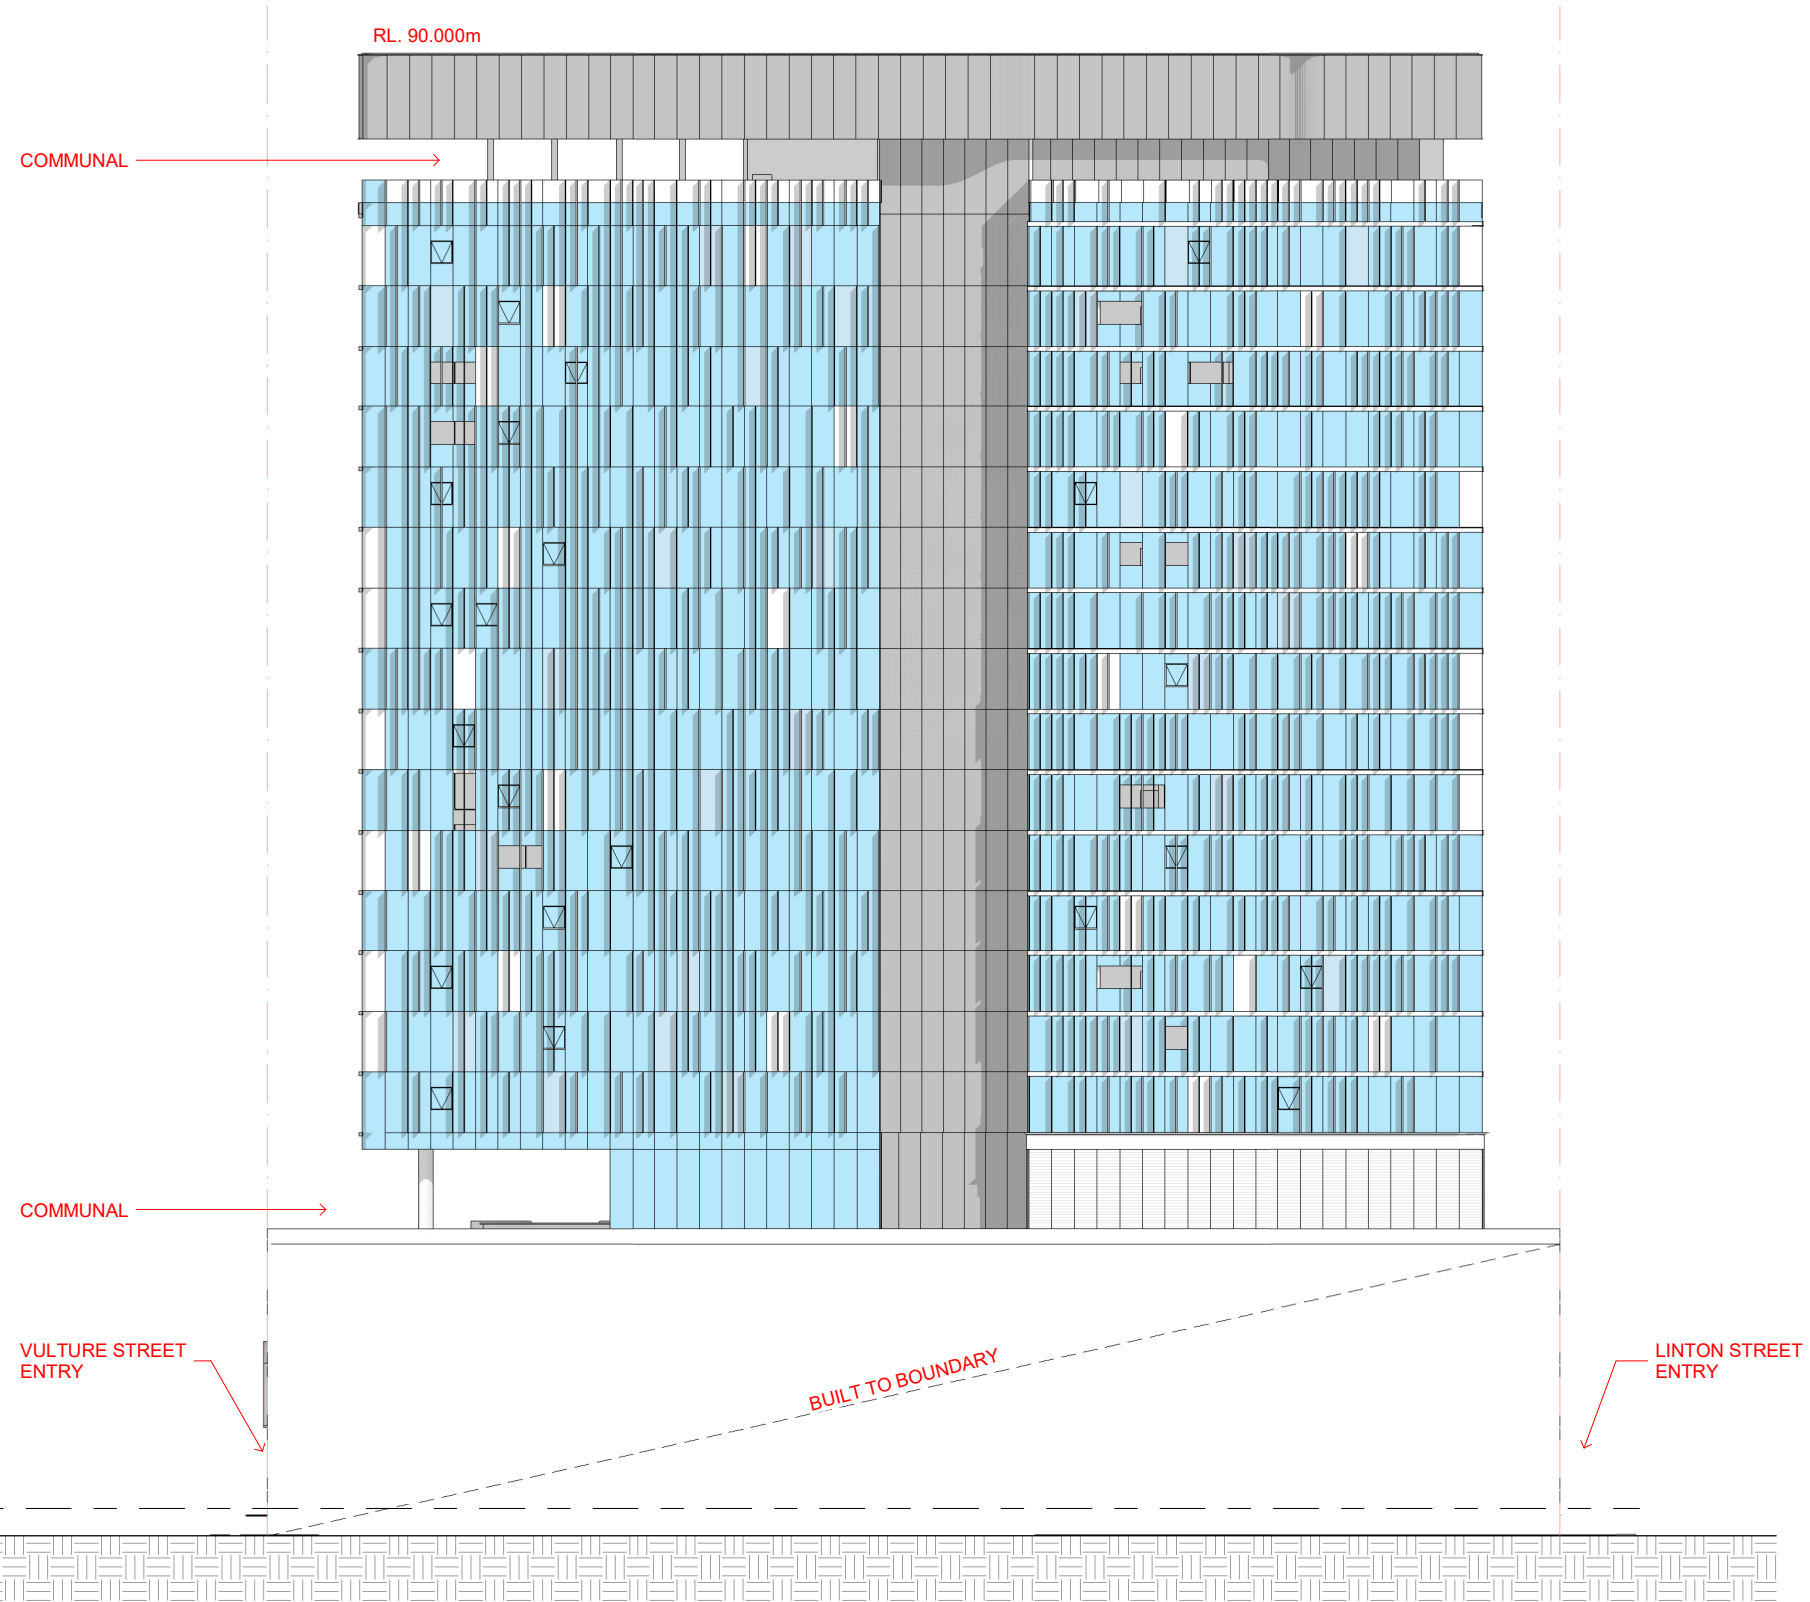 RL. 90.000m
COMMUNAL
COMMUNAL
VULTURE STREET
ENTRY
BUILT TO BOUNDARY
LINTON STREET
ENTRY